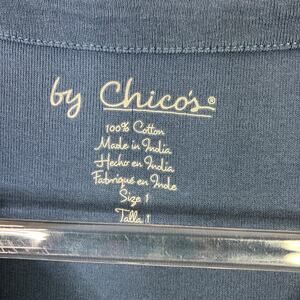 by Chico's®
100% Cotton
Made in India
Hecho en India
Fabriqué en Inde
Size 1
Talla 1